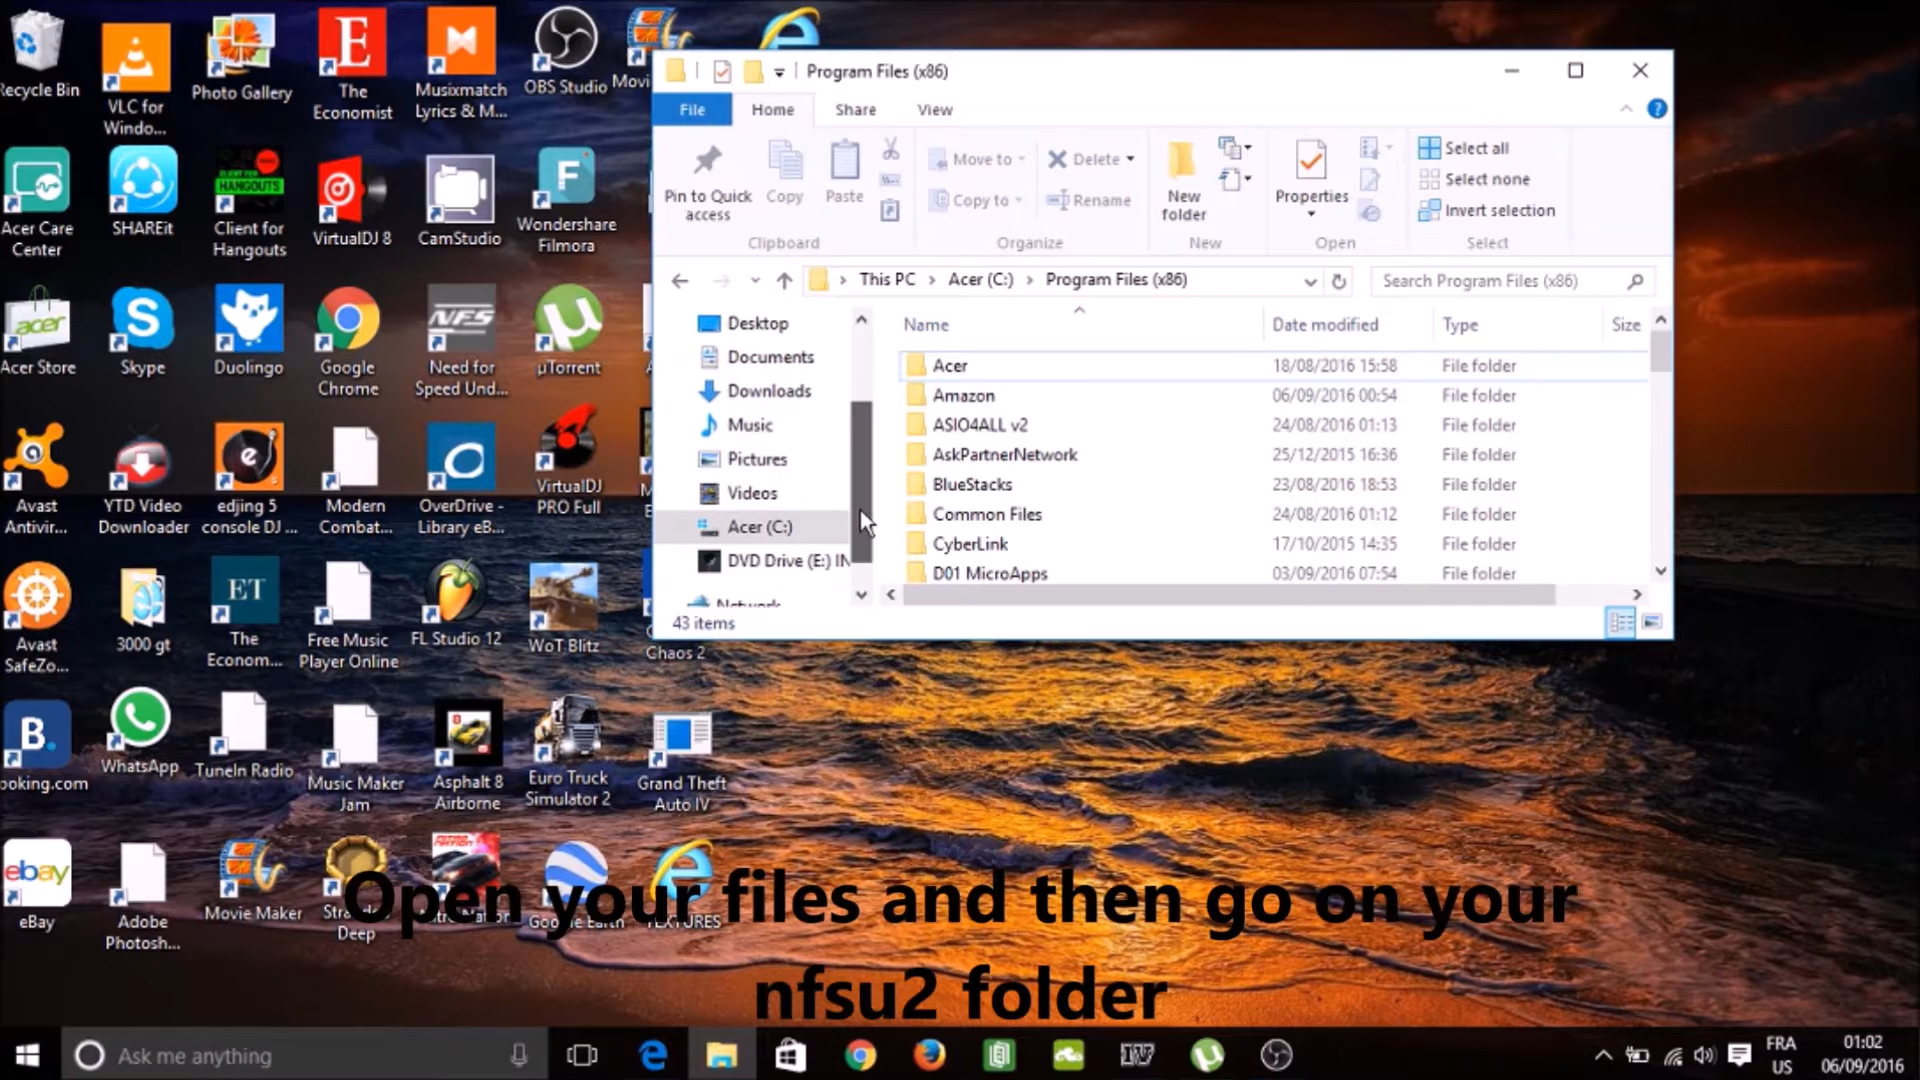 Recycle Bin
VLC for
Windo...
Photo Gallery
The
Economist
Musixmatch
Lyrics & M...
OBS Studio
Movi
Acer Care
Center
SHAREit
CLIENT FOR
HANGOUTS
Client for
Hangouts
VirtualDJ 8
CamStudio
Wondershare
Filmora
acer
Acer Store
Skype
Duolingo
Google
Chrome
NFS
Need for
Speed Und...
µTorrent
Avast
Antivir...
YTD Video
Downloader
edjing 5
console DJ ...
Modern
Combat...
OverDrive -
Library eB...
VirtualDJ
PRO Full
Avast
SafeZo...
3000 gt
ET
The
Econom...
Free Music
Player Online
FL Studio 12
WoT Blitz
Chaos 2
B.
ooking.com
WhatsApp
TuneIn Radio
Music Maker
Jam
Asphalt 8
Airborne
Euro Truck
Simulator 2
Grand Theft
Auto IV
ebay
eBay
Adobe
Photosh...
Movie Maker
Deep
TEXTURES
Program Files (x86)
File
Home
Share
View
Pin to Quick
access
Copy
Paste
Clipboard
Move to
Copy to
Delete
Rename
Organize
New
folder
New
Properties
Open
Select all
Select none
Invert selection
Select
This PC
Acer (C:)
Program Files (x86)
Search Program Files (x86)
Desktop
Documents
Downloads
Music
Pictures
Videos
Acer (C:)
DVD Drive (E:) IN
Network
Name Date modified Type Size
Acer 18/08/2016 15:58 File folder
Amazon 06/09/2016 00:54 File folder
ASIO4ALL v2 24/08/2016 01:13 File folder
AskPartnerNetwork 25/12/2015 16:36 File folder
BlueStacks 23/08/2016 18:53 File folder
Common Files 24/08/2016 01:12 File folder
CyberLink 17/10/2015 14:35 File folder
D01 MicroApps 03/09/2016 07:54 File folder
43 items
Open your files and then go on your
nfsu2 folder
Ask me anything
IV
FRA
US
01:02
06/09/2016